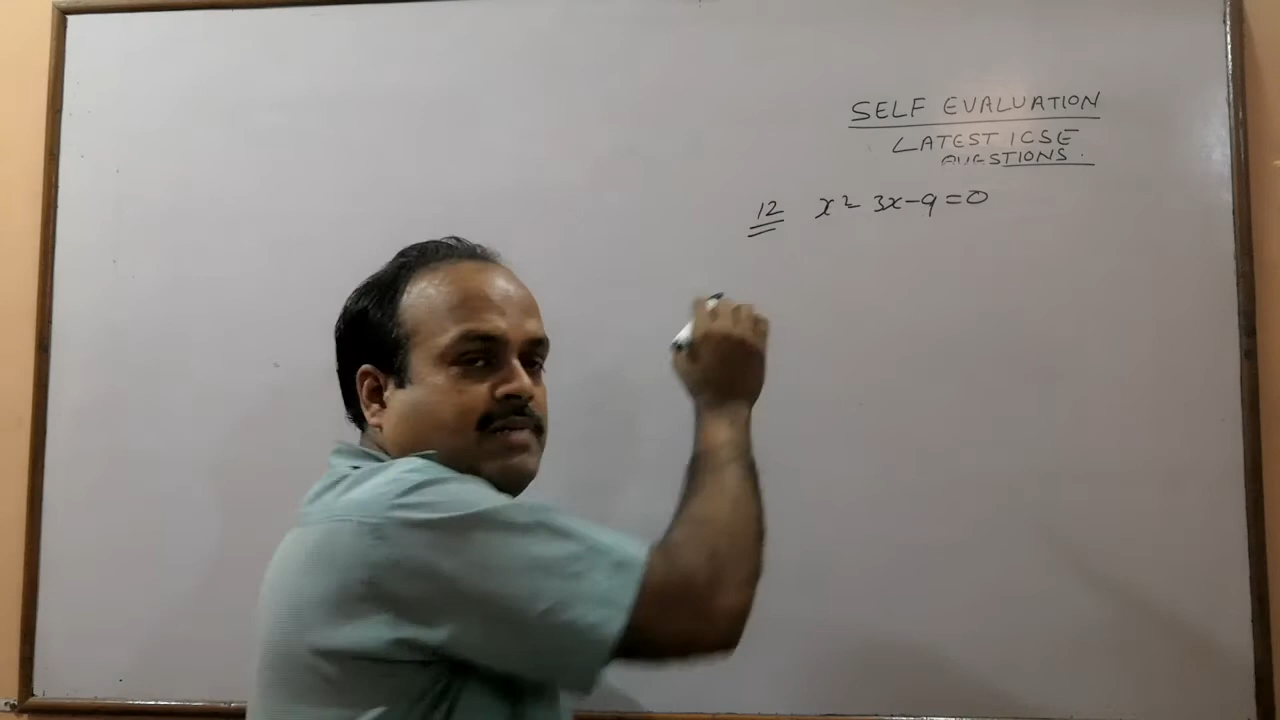 SELF EVALUATION
LATEST ICSE
QUESTIONS.
12 x² - 3x - 9 = 0